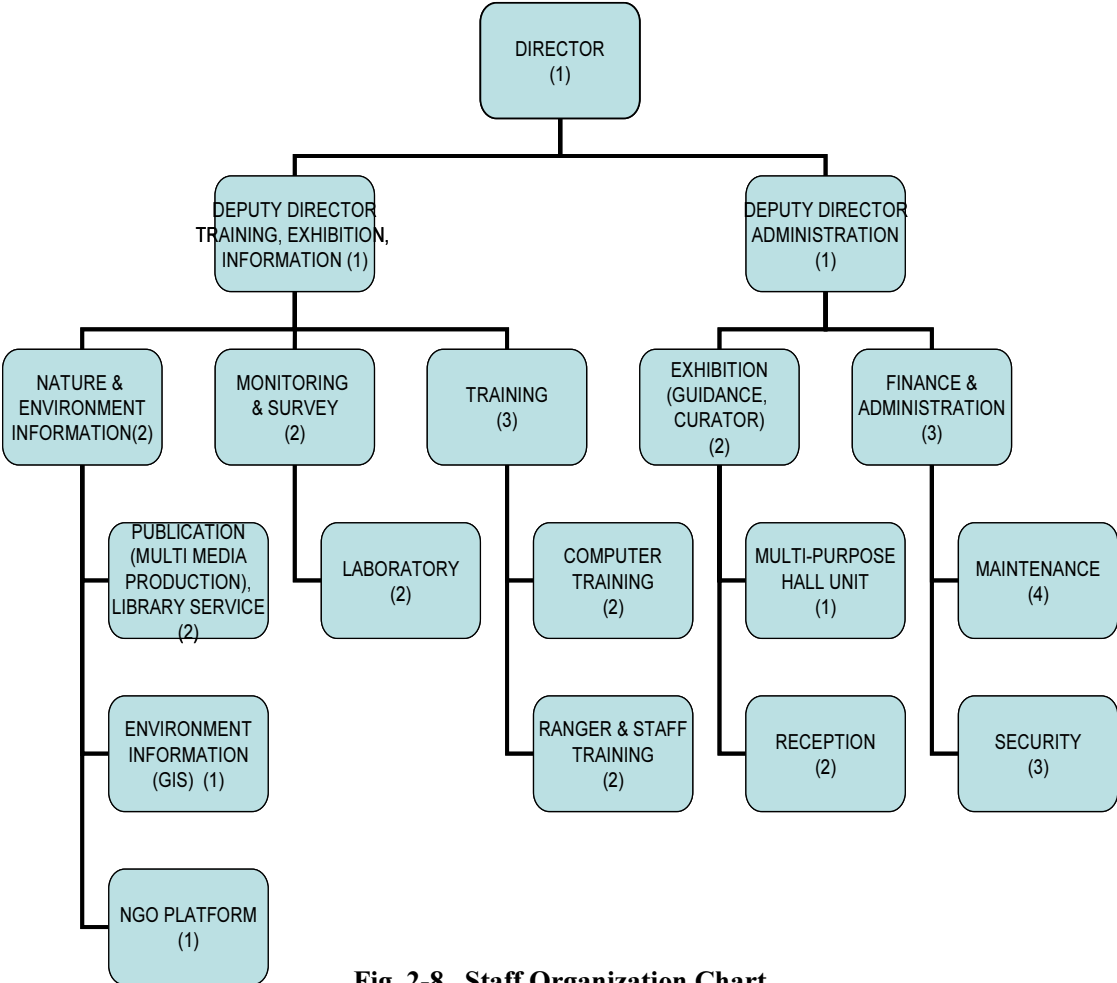 DIRECTOR
(1)
DEPUTY DIRECTOR
TRAINING, EXHIBITION,
INFORMATION (1)
DEPUTY DIRECTOR
ADMINISTRATION
(1)
NATURE &
ENVIRONMENT
INFORMATION(2)
MONITORING
& SURVEY
(2)
TRAINING
(3)
EXHIBITION
(GUIDANCE,
CURATOR)
(2)
FINANCE &
ADMINISTRATION
(3)
PUBLICATION
(MULTI MEDIA
PRODUCTION),
LIBRARY SERVICE
(2)
LABORATORY
(2)
COMPUTER
TRAINING
(2)
MULTI-PURPOSE
HALL UNIT
(1)
MAINTENANCE
(4)
ENVIRONMENT
INFORMATION
(GIS) (1)
RANGER & STAFF
TRAINING
(2)
RECEPTION
(2)
SECURITY
(3)
NGO PLATFORM
(1)
Fig. 2-8 Staff Organization Chart